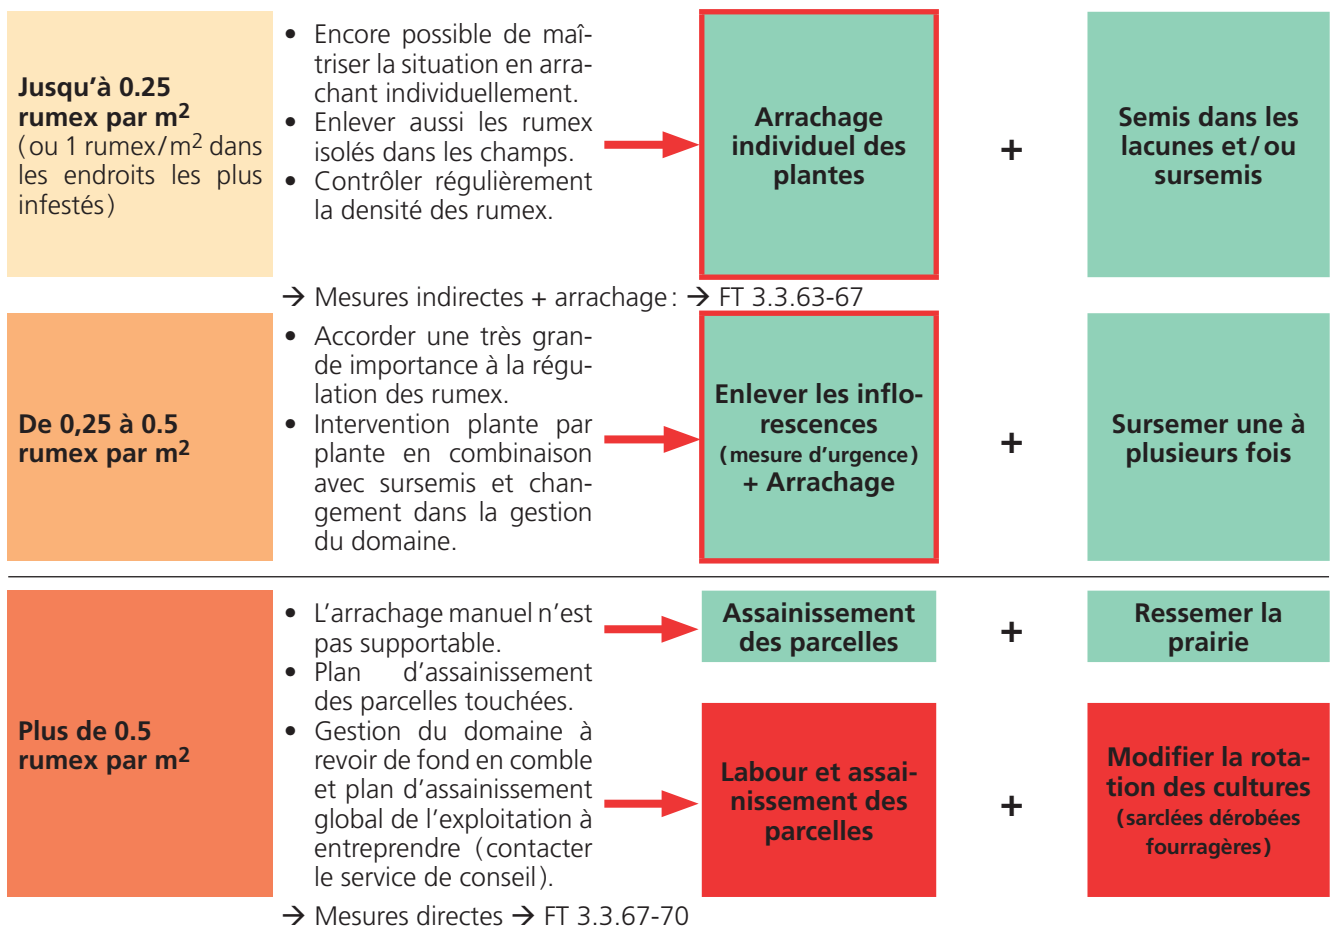 Jusqu’à 0.25
rumex par m2
(ou 1 rumex/m2 dans
les endroits les plus
infestés)
• Encore possible de maî-
triser la situation en arra-
chant individuellement.
• Enlever aussi les rumex
isolés dans les champs.
• Contrôler régulièrement
la densité des rumex.
Arrachage
individuel des
plantes
+
Semis dans les
lacunes et/ou
sursemis
→ Mesures indirectes + arrachage: → FT 3.3.63-67
De 0,25 à 0.5
rumex par m2
• Accorder une très gran-
de importance à la régu-
lation des rumex.
• Intervention plante par
plante en combinaison
avec sursemis et chan-
gement dans la gestion
du domaine.
Enlever les inflo-
rescences
(mesure d’urgence)
+ Arrachage
+
Sursemer une à
plusieurs fois
Plus de 0.5
rumex par m2
• L’arrachage manuel n’est
pas supportable.
• Plan d’assainissement
des parcelles touchées.
• Gestion du domaine à
revoir de fond en comble
et plan d’assainissement
global de l’exploitation à
entreprendre (contacter
le service de conseil).
Assainissement
des parcelles
+
Ressemer la
prairie
Labour et assai-
nissement des
parcelles
+
Modifier la rota-
tion des cultures
(sarclées dérobées
fourragères)
→ Mesures directes → FT 3.3.67-70